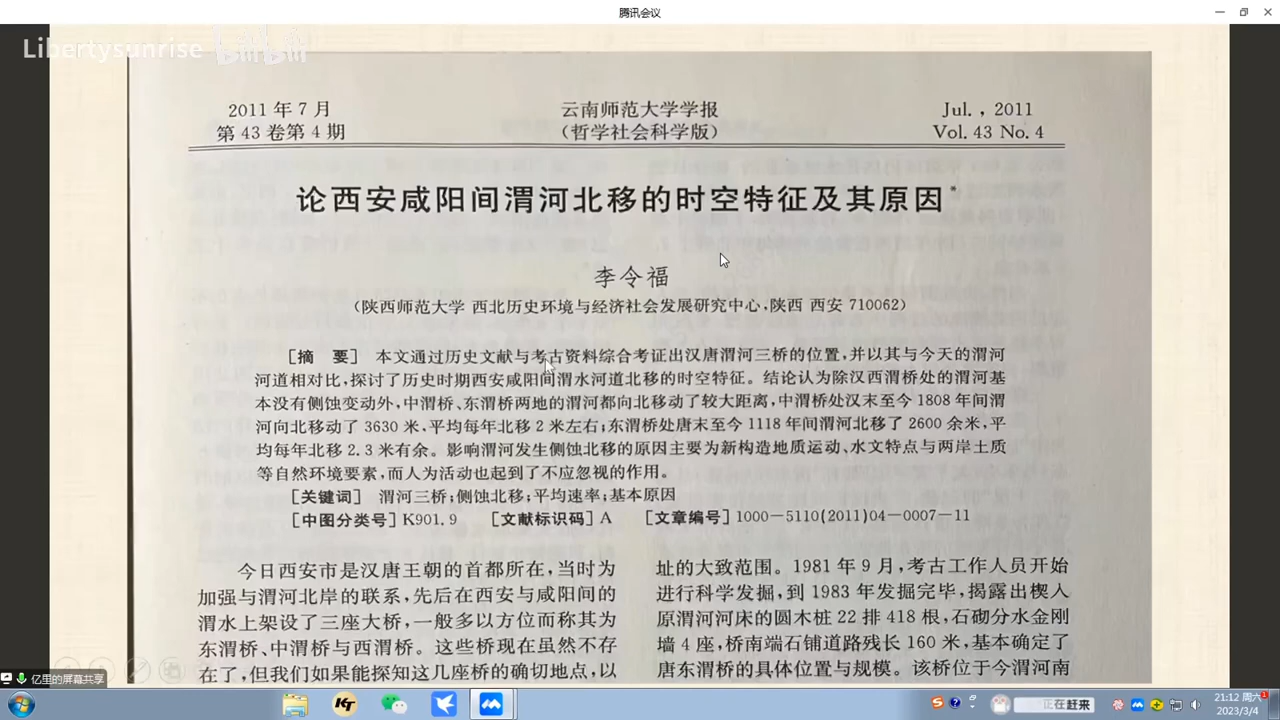 腾讯会议
Libertysunrise bilibili
2011 年 7 月
云南师范大学学报
Jul. , 2011
第 43 卷第 4 期
(哲学社会科学版)
Vol. 43 No. 4
论西安咸阳间渭河北移的时空特征及其原因*
李令福
(陕西师范大学 西北历史环境与经济社会发展研究中心,陕西 西安 710062)
[摘 要] 本文通过历史文献与考古资料综合考证出汉唐渭河三桥的位置,并以其与今天的渭河
河道相对比,探讨了历史时期西安咸阳间渭水河道北移的时空特征。结论认为除汉西渭桥处的渭河基
本没有侧蚀变动外,中渭桥、东渭桥两地的渭河都向北移动了较大距离,中渭桥处汉末至今 1808 年间渭
河向北移动了 3630 米、平均每年北移 2 米左右;东渭桥处唐末至今 1118 年间渭河北移了 2600 余米,平
均每年北移 2.3 米有余。影响渭河发生侧蚀北移的原因主要为新构造地质运动、水文特点与两岸土质
等自然环境要素,而人为活动也起到了不应忽视的作用。
[关键词] 渭河三桥;侧蚀北移;平均速率;基本原因
[中图分类号] K901.9 [文献标识码] A [文章编号] 1000-5110(2011)04-0007-11
今日西安市是汉唐王朝的首都所在,当时为
加强与渭河北岸的联系,先后在西安与咸阳间的
渭水上架设了三座大桥,一般多以方位而称其为
东渭桥、中渭桥与西渭桥。这些桥现在虽然不存
在了,但我们如果能探知这几座桥的确切地点,以
址的大致范围。1981 年 9 月,考古工作人员开始
进行科学发掘,到 1983 年发掘完毕,揭露出楔入
原渭河河床的圆木桩 22 排 418 根,石砌分水金刚
墙 4 座,桥南端石铺道路残长 160 米,基本确定了
唐东渭桥的具体位置与规模。该桥位于今渭河南
亿里的屏幕共享
正在赶来
21:12 周六
2023/3/4